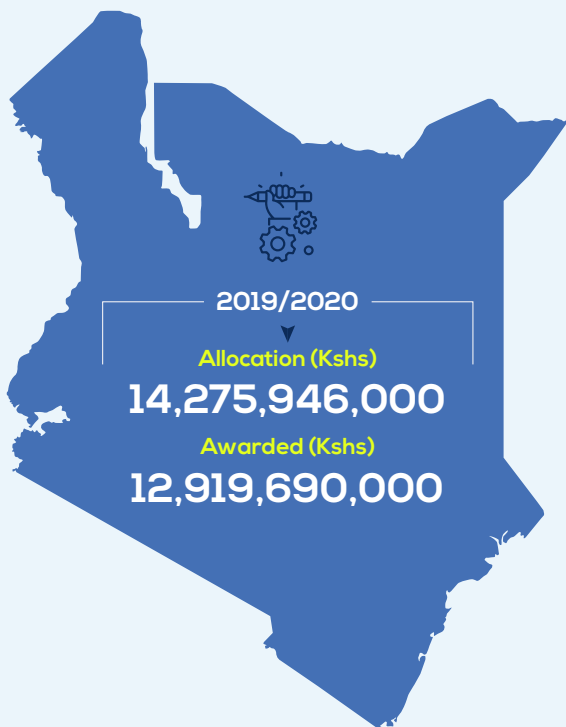 2019/2020
Allocation (Kshs)
14,275,946,000
Awarded (Kshs)
12,919,690,000